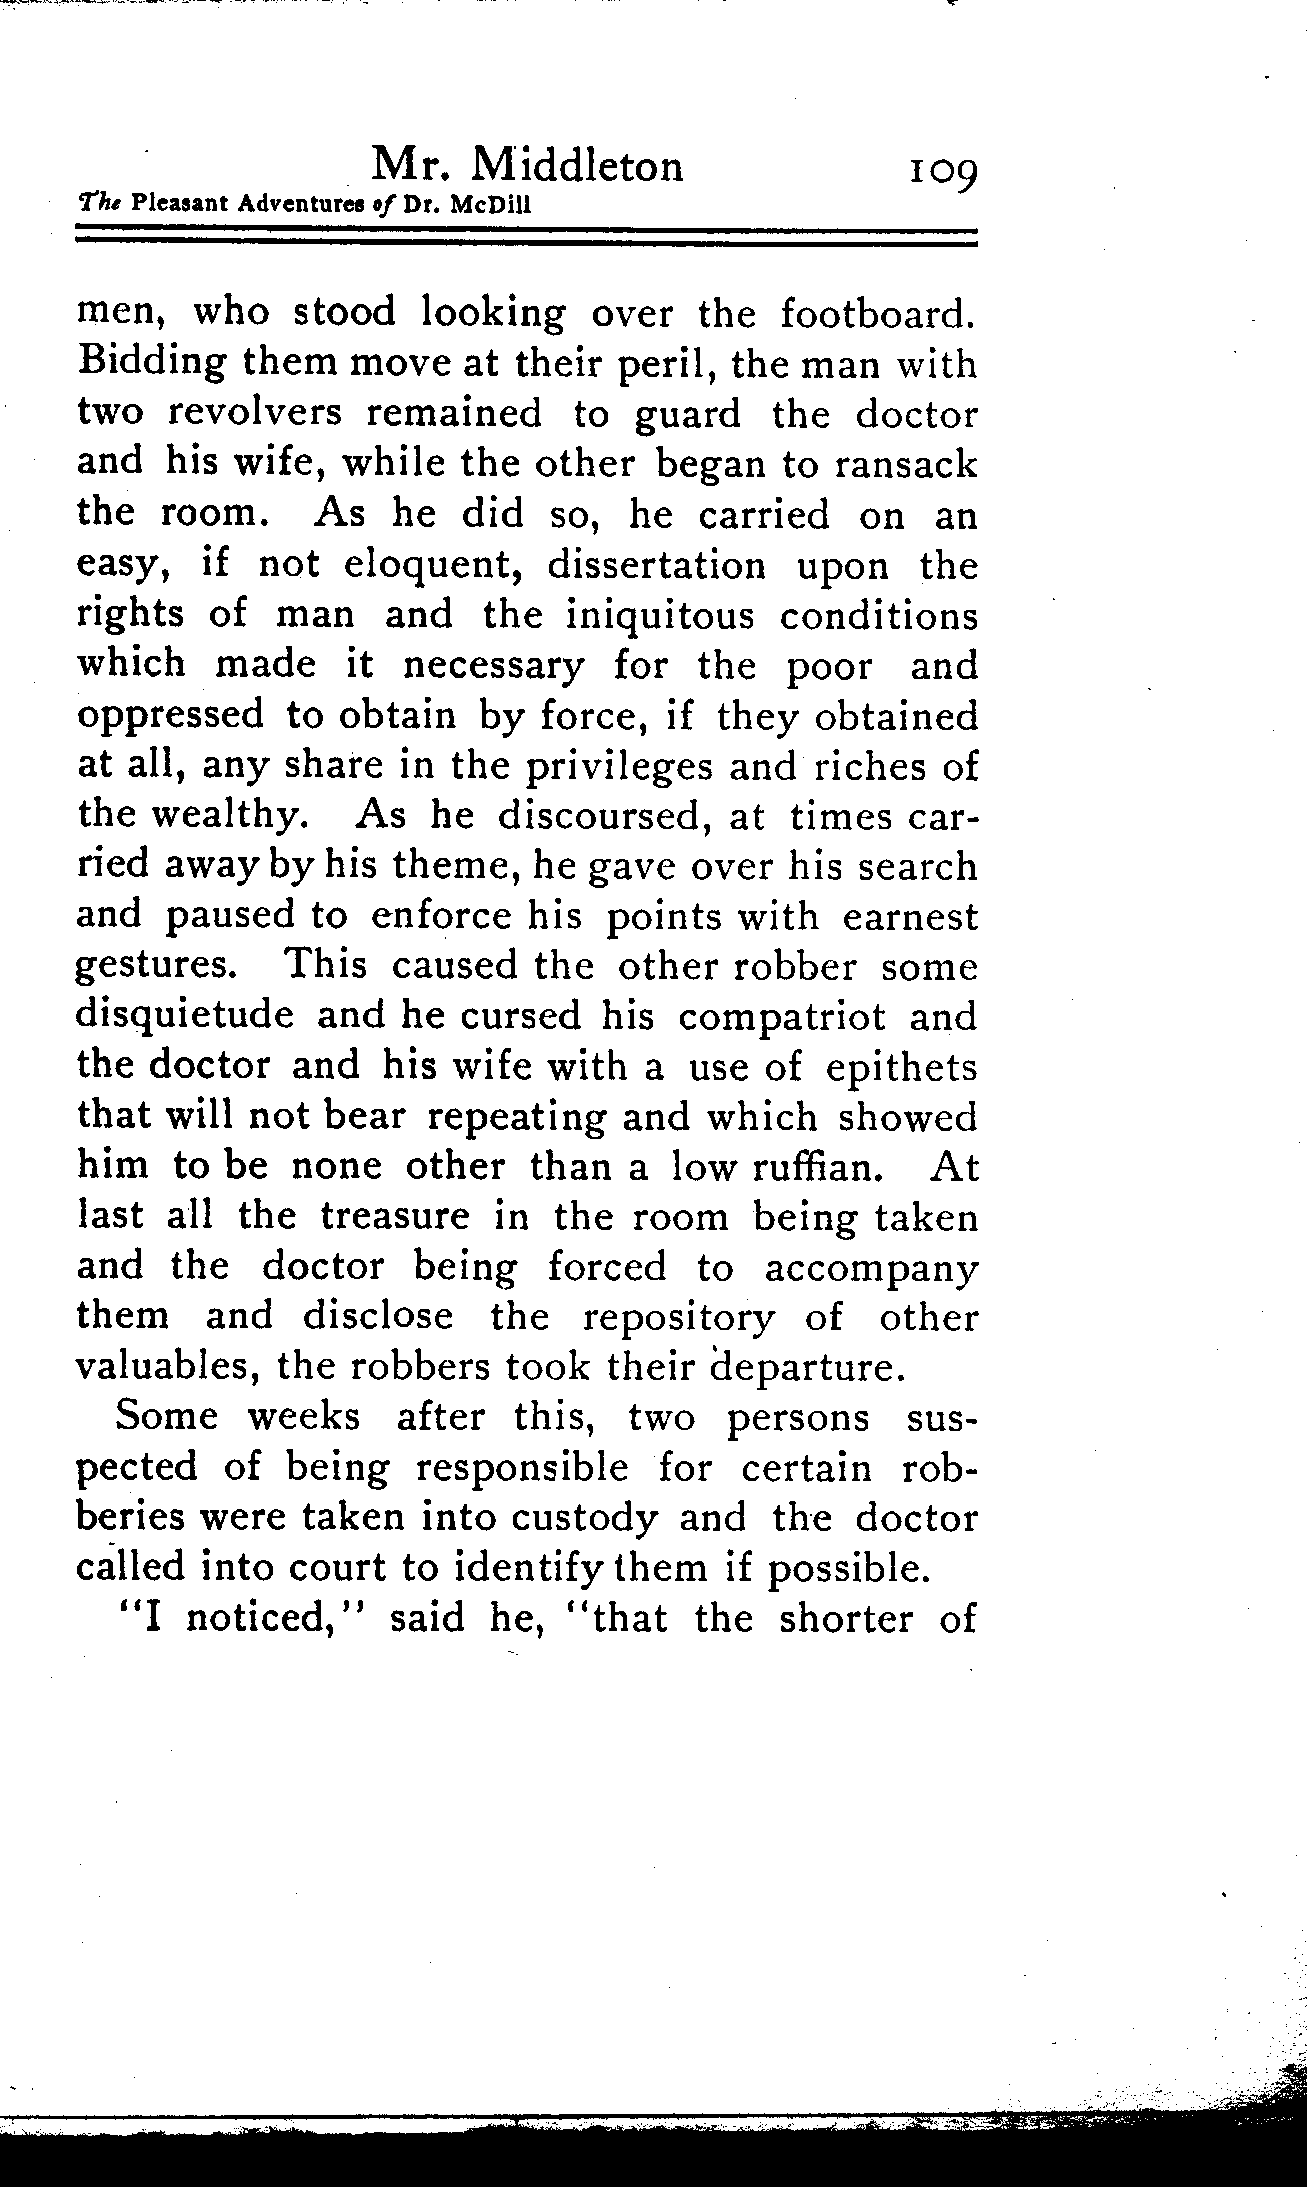 Mr. Middleton 109
The Pleasant Adventures of Dr. McDill
men, who stood looking over the footboard.
Bidding them move at their peril, the man with
two revolvers remained to guard the doctor
and his wife, while the other began to ransack
the room. As he did so, he carried on an
easy, if not eloquent, dissertation upon the
rights of man and the iniquitous conditions
which made it necessary for the poor and
oppressed to obtain by force, if they obtained
at all, any share in the privileges and riches of
the wealthy. As he discoursed, at times car-
ried away by his theme, he gave over his search
and paused to enforce his points with earnest
gestures. This caused the other robber some
disquietude and he cursed his compatriot and
the doctor and his wife with a use of epithets
that will not bear repeating and which showed
him to be none other than a low ruffian. At
last all the treasure in the room being taken
and the doctor being forced to accompany
them and disclose the repository of other
valuables, the robbers took their departure.
Some weeks after this, two persons sus-
pected of being responsible for certain rob-
beries were taken into custody and the doctor
called into court to identify them if possible.
"I noticed," said he, "that the shorter of